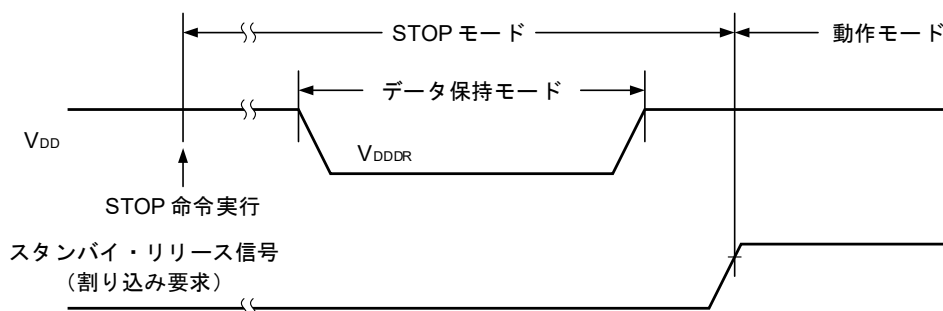 STOP モード
動作モード
データ保持モード
VDD
VDDDR
STOP 命令実行
スタンバイ・リリース信号
（割り込み要求）